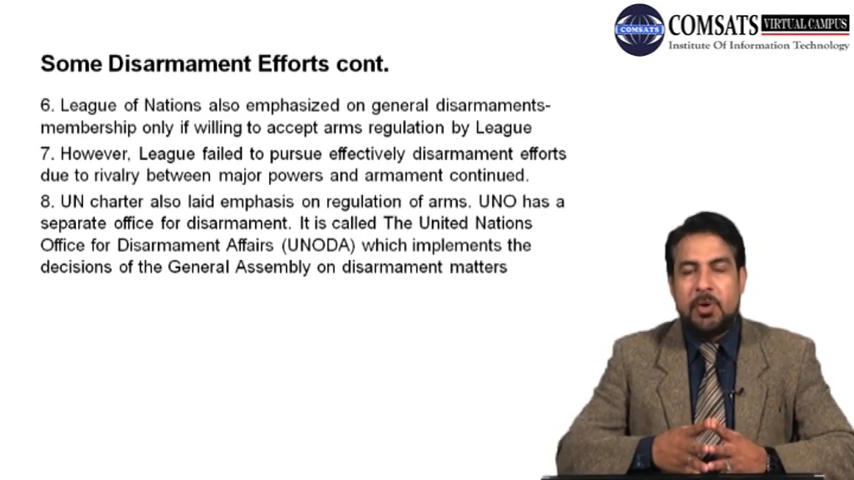 COMSATS VIRTUAL CAMPUS
COMSATS
Institute Of Information Technology
Some Disarmament Efforts cont.
6. League of Nations also emphasized on general disarmaments-
membership only if willing to accept arms regulation by League
7. However, League failed to pursue effectively disarmament efforts
due to rivalry between major powers and armament continued.
8. UN charter also laid emphasis on regulation of arms. UNO has a
separate office for disarmament. It is called The United Nations
Office for Disarmament Affairs (UNODA) which implements the
decisions of the General Assembly on disarmament matters